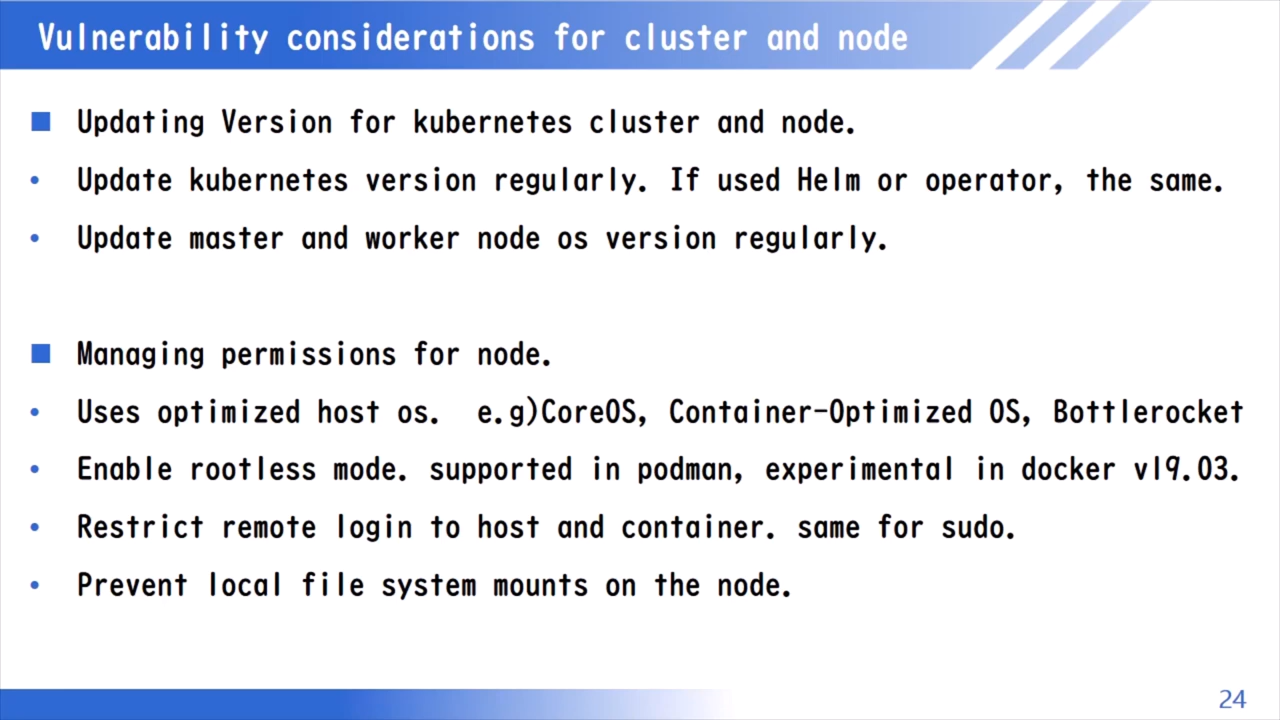 Vulnerability considerations for cluster and node
■ Updating Version for kubernetes cluster and node.
• Update kubernetes version regularly. If used Helm or operator, the same.
• Update master and worker node os version regularly.
■ Managing permissions for node.
• Uses optimized host os. e.g)CoreOS, Container-Optimized OS, Bottlerocket
• Enable rootless mode. supported in podman, experimental in docker v19.03.
• Restrict remote login to host and container. same for sudo.
• Prevent local file system mounts on the node.
24